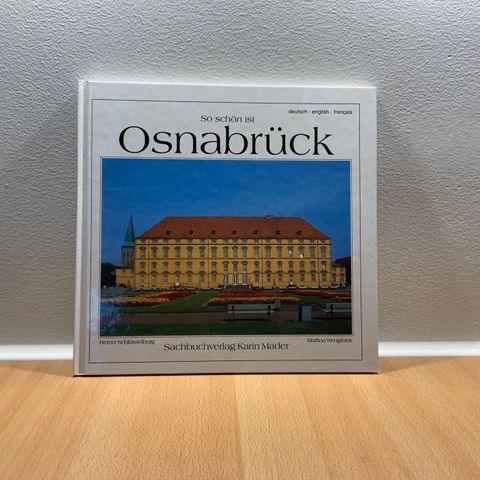 deutsch · english · français
So schön ist
Osnabrück
Bernd Schlüsselburg
Sachbuchverlag Karin Mader
Martina Wengierek